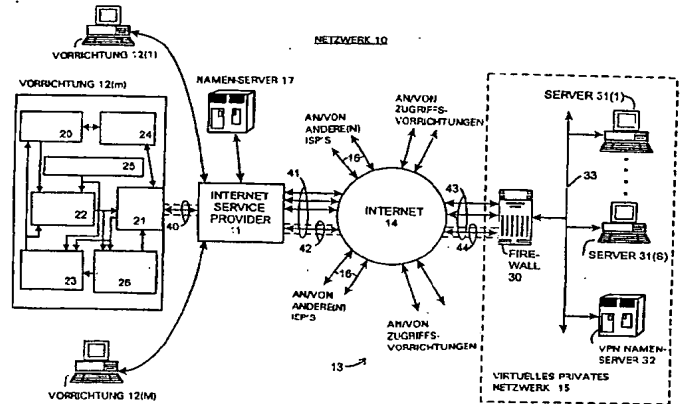 NETZWERK 10
VORRICHTUNG 12(1)
VORRICHTUNG 12(m)
20
24
25
22
21
23
26
40
NAMEN-SERVER 17
INTERNET
SERVICE
PROVIDER
11
41
42
AN/VON
ANDERE(N)
ISP'S
16
AN/VON
ZUGRIFFS-
VORRICHTUNGEN
INTERNET
14
16
AN/VON
ANDERE(N)
ISP'S
AN/VON
ZUGRIFFS-
VORRICHTUNGEN
13
43
44
FIRE-
WALL
30
SERVER 31(1)
33
SERVER 31(S)
VPN NAMEN-
SERVER 32
VIRTUELLES PRIVATES
NETZWERK 15
VORRICHTUNG 12(M)